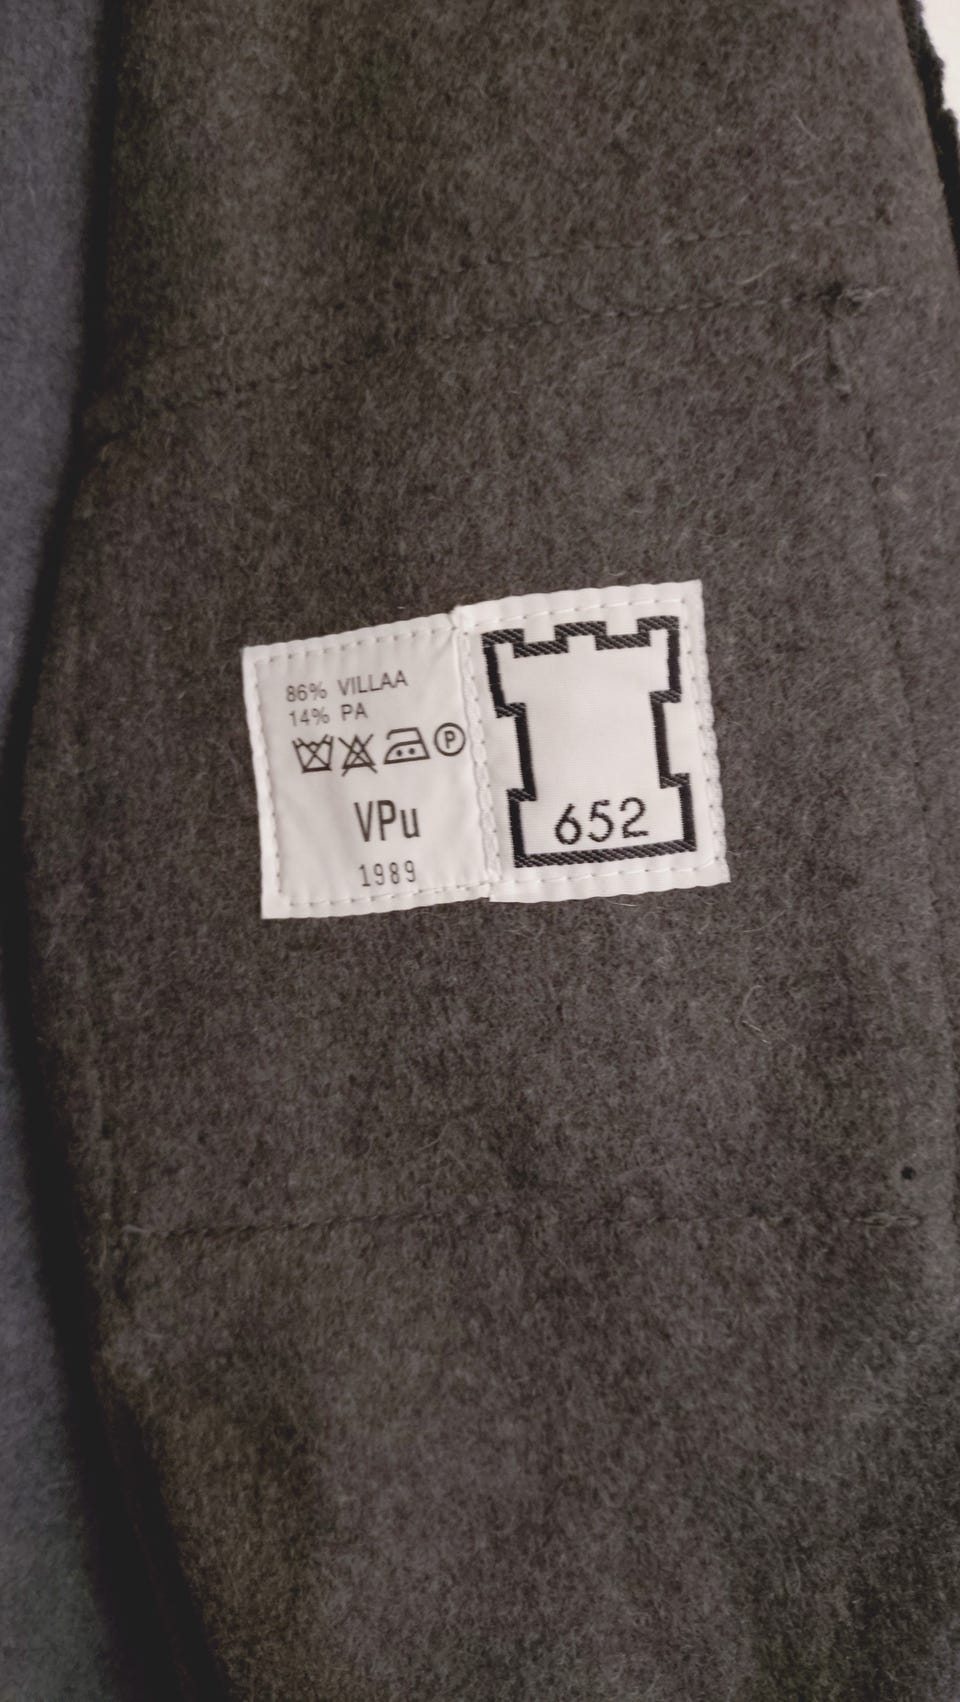 86% VILLAA
14% PA
P
VPu
1989
652